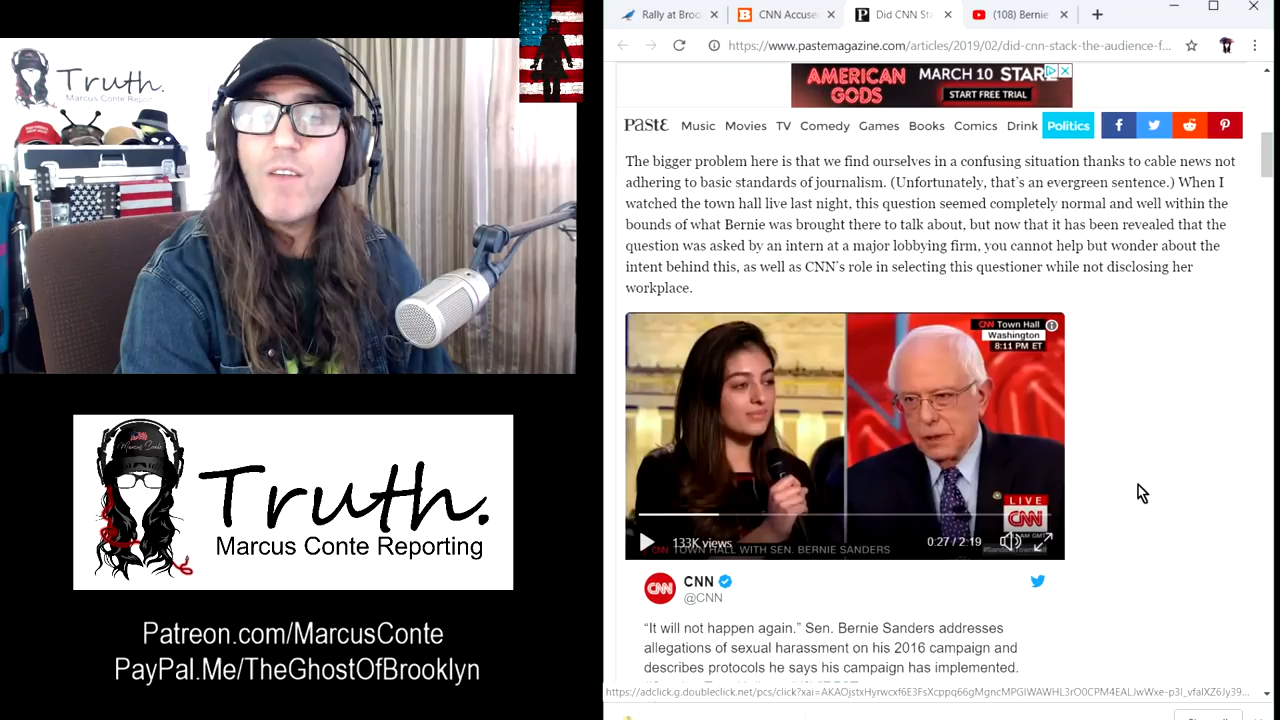 Truth.
Marcus Conte Report
Marcus Conte
Truth.
Marcus Conte Reporting
Patreon.com/MarcusConte
PayPal.Me/TheGhostOfBrooklyn
Rally at Broo
CNN Accuse
Did CNN Sta
(108) Bernie
https://www.pastemagazine.com/articles/2019/02/did-cnn-stack-the-audience-f...
AMERICAN GODS
MARCH 10
START FREE TRIAL
Paste Music Movies TV Comedy Games Books Comics Drink Politics
The bigger problem here is that we find ourselves in a confusing situation thanks to cable news not
adhering to basic standards of journalism. (Unfortunately, that's an evergreen sentence.) When I
watched the town hall live last night, this question seemed completely normal and well within the
bounds of what Bernie was brought there to talk about, but now that it has been revealed that the
question was asked by an intern at a major lobbying firm, you cannot help but wonder about the
intent behind this, as well as CNN's role in selecting this questioner while not disclosing her
workplace.
CNN Town Hall
Washington
8:11 PM ET
LIVE
CNN
133K views
0:27 / 2:19
CNN TOWN HALL WITH SEN. BERNIE SANDERS
CNN
CNN
@CNN
“It will not happen again.” Sen. Bernie Sanders addresses
allegations of sexual harassment on his 2016 campaign and
describes protocols he says his campaign has implemented.